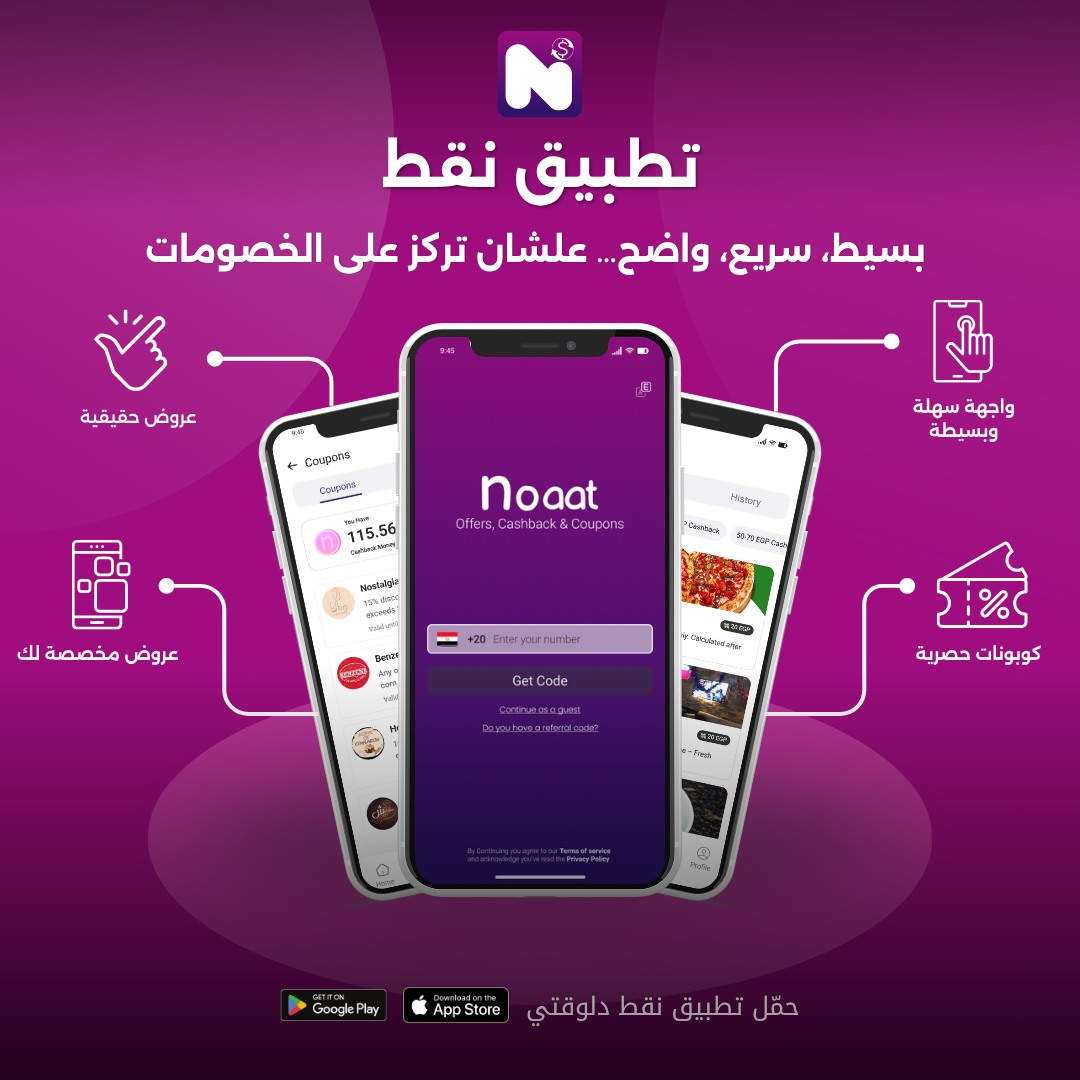 N
تطبيق نقط
بسيط، سريع، واضح... علشان تركز على الخصومات
واجهة سهلة
وبسيطة
عروض حقيقية
كوبونات حصرية
عروض مخصصة لك
9:45
noaat
Offers, Cashback & Coupons
+20 Enter your number
Get Code
Continue as a guest
Do you have a referral code?
By Continuing you agree to our Terms of service
and acknowledge you've read the Privacy Policy
9:45
← Coupons
Coupons
You Have
115.56
Cashback Money
Nostalgia
15% disco
exceeds
Valid until
Benze
Any o
corn
Valid
Home
History
Cashback
50-70 EGP Cash
20 EGP
ly. Calculated after
20 EGP
e – Fresh
Profile
حمّل تطبيق نقط دلوقتي
Download on the
App Store
GET IT ON
Google Play